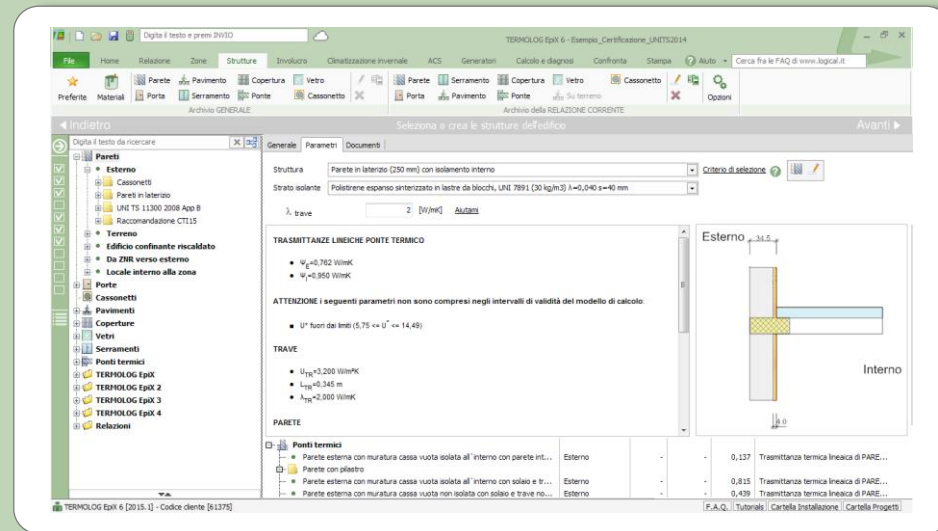 Digita il testo e premi INVIO
TERMOLOG EpiX 6 - Esempio_Certificazione_UNITS2014
File Home Relazione Zone Strutture Involucro Climatizzazione invernale ACS Generatori Calcolo e diagnosi Confronta Stampa Aiuto Cerca fra le FAQ di www.logical.it
Preferite Materiali Parete Pavimento Copertura Vetro Parete Serramento Copertura Vetro Cassonetto Opzioni
Porta Serramento Ponte Cassonetto Porta Pavimento Ponte Su terreno
Archivio GENERALE Archivio della RELAZIONE CORRENTE
Indietro Seleziona o crea le strutture dell'edificio Avanti
Digita il testo da ricercare
Pareti
Esterno
Cassonetti
Pareti in laterizio
UNI TS 11300 2008 App B
Raccomandazione CTI15
Terreno
Edificio confinante riscaldato
Da ZNR verso esterno
Locale interno alla zona
Porte
Cassonetti
Pavimenti
Coperture
Vetri
Serramenti
Ponti termici
TERMOLOG EpiX
TERMOLOG EpiX 2
TERMOLOG EpiX 3
TERMOLOG EpiX 4
Relazioni
Generale Parametri Documenti
Struttura Parete in laterizio (250 mm) con isolamento interno Criterio di selezione
Strato isolante Polistirene espanso sinterizzato in lastre da blocchi, UNI 7891 (30 kg/m3) λ=0,040 s=40 mm
λ trave 2 [W/mK] Aiutami
TRASMITTANZE LINEICHE PONTE TERMICO
ΨE=0,762 W/mK
Ψi=0,950 W/mK
ATTENZIONE i seguenti parametri non sono compresi negli intervalli di validità del modello di calcolo:
U* fuori dai limiti (5,75 <= U* <= 14,49)
TRAVE
UTR=3,200 W/m²K
LTR=0,345 m
λTR=2,000 W/mK
PARETE
Esterno 34.5
Interno
4.0
Ponti termici
Parete esterna con muratura cassa vuota isolata all'interno con parete int... Esterno - - 0,137 Trasmittanza termica lineaica di PARE...
Parete con pilastro
Parete esterna con muratura cassa vuota isolata all'interno con solaio e tr... Esterno - - 0,815 Trasmittanza termica lineaica di PARE...
Parete esterna con muratura cassa vuota non isolata con solaio e trave no... Esterno - - 0,439 Trasmittanza termica lineaica di PARE...
TERMOLOG EpiX 6 [2015. 1] - Codice cliente [61375] F.A.Q. Tutorials Cartella Installazione Cartella Progetti